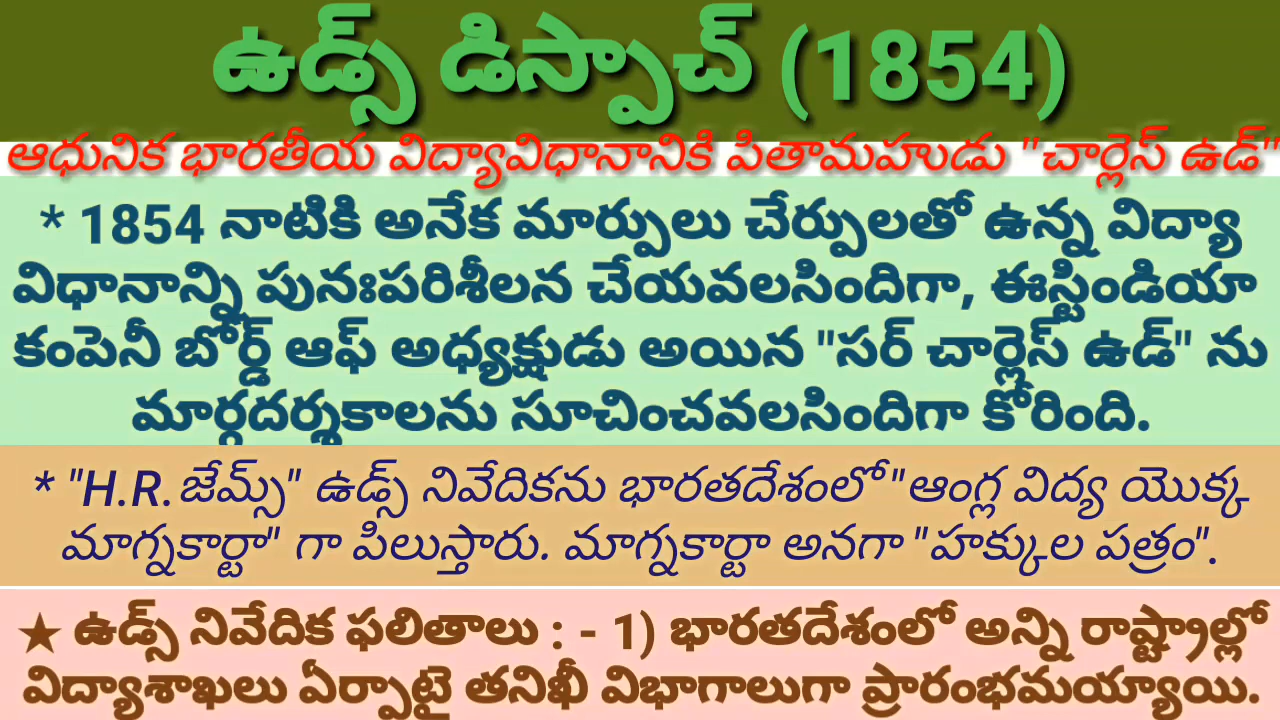 ఉడ్స్ డిస్పాచ్ (1854)
ఆధునిక భారతీయ విద్యావిధానానికి పితామహుడు "చార్లెస్ ఉడ్"
* 1854 నాటికి అనేక మార్పులు చేర్పులతో ఉన్న విద్యా
విధానాన్ని పునఃపరిశీలన చేయవలసిందిగా, ఈస్టిండియా
కంపెనీ బోర్డ్ ఆఫ్ అధ్యక్షుడు అయిన "సర్ చార్లెస్ ఉడ్" ను
మార్గదర్శకాలను సూచించవలసిందిగా కోరింది.
* "H.R. జేమ్స్" ఉడ్స్ నివేదికను భారతదేశంలో "ఆంగ్ల విద్య యొక్క
మాగ్నకార్టా" గా పిలుస్తారు. మాగ్నకార్టా అనగా "హక్కుల పత్రం".
★ ఉడ్స్ నివేదిక ఫలితాలు : - 1) భారతదేశంలో అన్ని రాష్ట్రాల్లో
విద్యాశాఖలు ఏర్పాటై తనిఖీ విభాగాలుగా ప్రారంభమయ్యాయి.